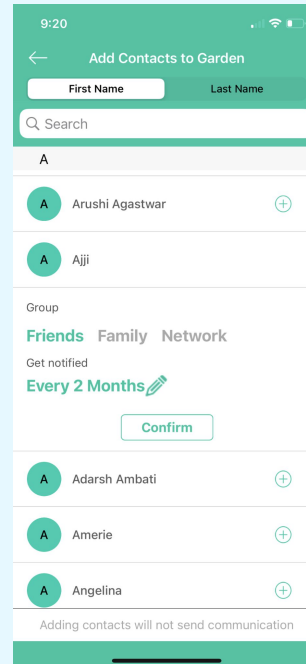 9:20
Add Contacts to Garden
First Name Last Name
Search
A
A Arushi Agastwar
A Ajji
Group
Friends Family Network
Get notified
Every 2 Months
Confirm
A Adarsh Ambati
A Amerie
A Angelina
Adding contacts will not send communication